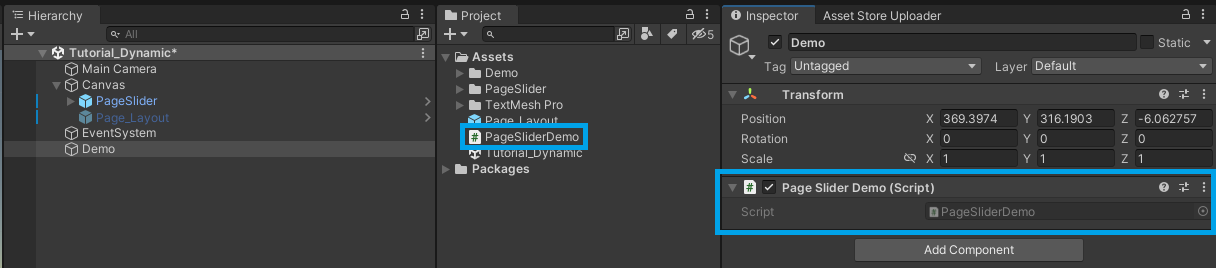 Hierarchy
All
Tutorial_Dynamic*
Main Camera
Canvas
PageSlider
Page_Layout
EventSystem
Demo
Project
5
Assets
Demo
PageSlider
TextMesh Pro
Page_Layout
PageSliderDemo
Tutorial_Dynamic
Packages
Inspector
Asset Store Uploader
Demo
Static
Tag Untagged
Layer Default
Transform
Position X 369.3974 Y 316.1903 Z -6.062757
Rotation X 0 Y 0 Z 0
Scale X 1 Y 1 Z 1
# Page Slider Demo (Script)
Script PageSliderDemo
Add Component